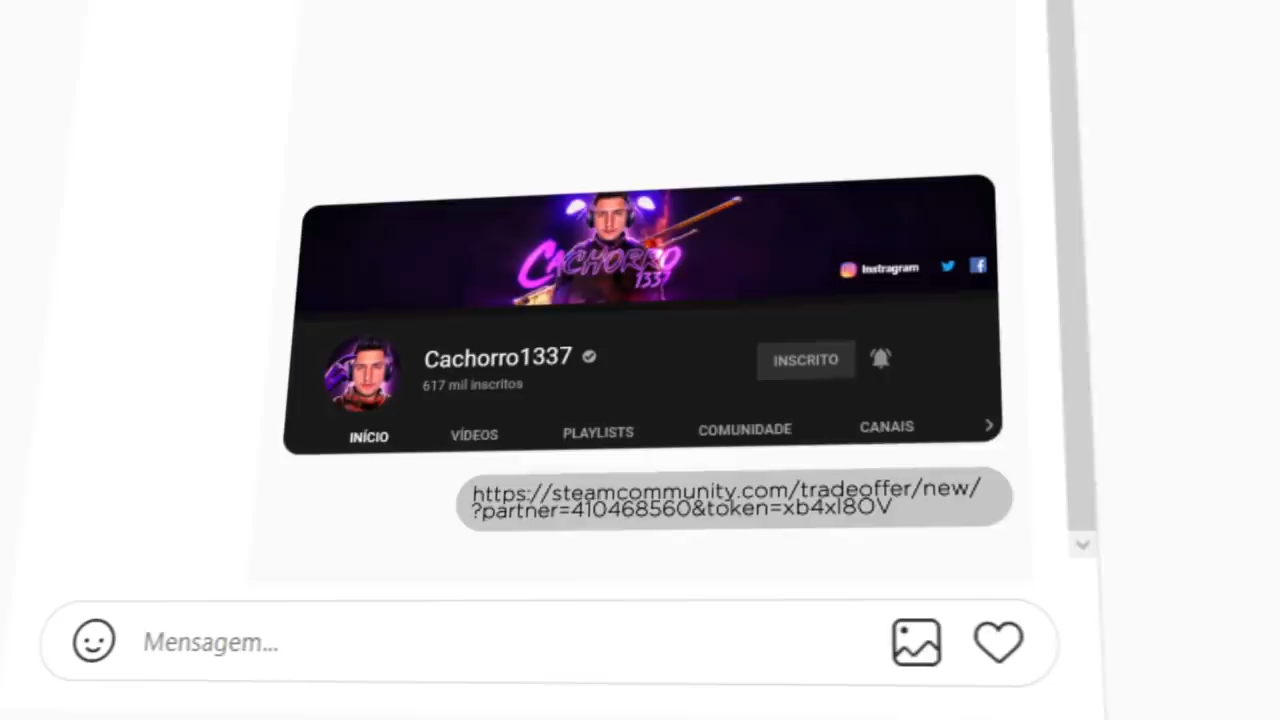 CACHORRO
1337
Instragram
Cachorro1337
617 mil inscritos
INSCRITO
INÍCIO VÍDEOS PLAYLISTS COMUNIDADE CANAIS
https://steamcommunity.com/tradeoffer/new/
?partner=410468560&token=xb4xl8OV
Mensagem...